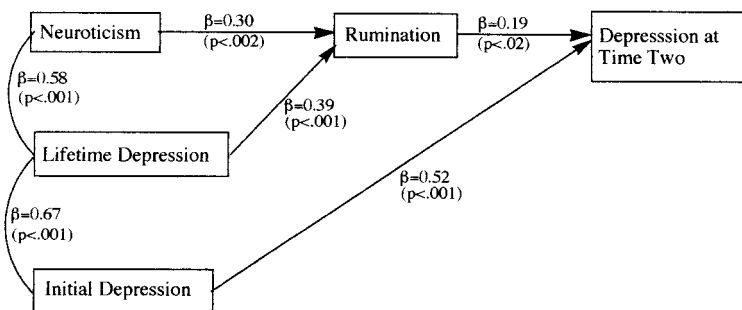 Neuroticism
β=0.30
(p<.002)
Rumination
β=0.19
(p<.02)
Depresssion at
Time Two
β=0.58
(p<.001)
β=0.39
(p<.001)
Lifetime Depression
β=0.52
(p<.001)
β=0.67
(p<.001)
Initial Depression